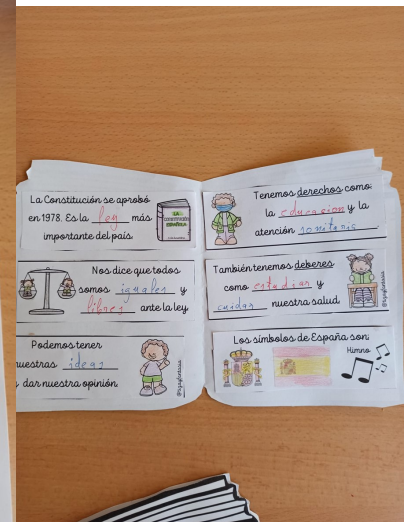 La Constitución se aprobó
en 1978. Es la ley más
importante del país
LA
CONSTITUCIÓN
ESPAÑOLA
Nos dice que todos
somos iguales y
libres ante la ley
Podemos tener
nuestras ideas
y dar nuestra opinión
Tenemos derechos como:
la educasion y la
atención sonitaris
También tenemos deberes
como estudiar y
cuidar nuestra salud
Los símbolos de España son:
Himno